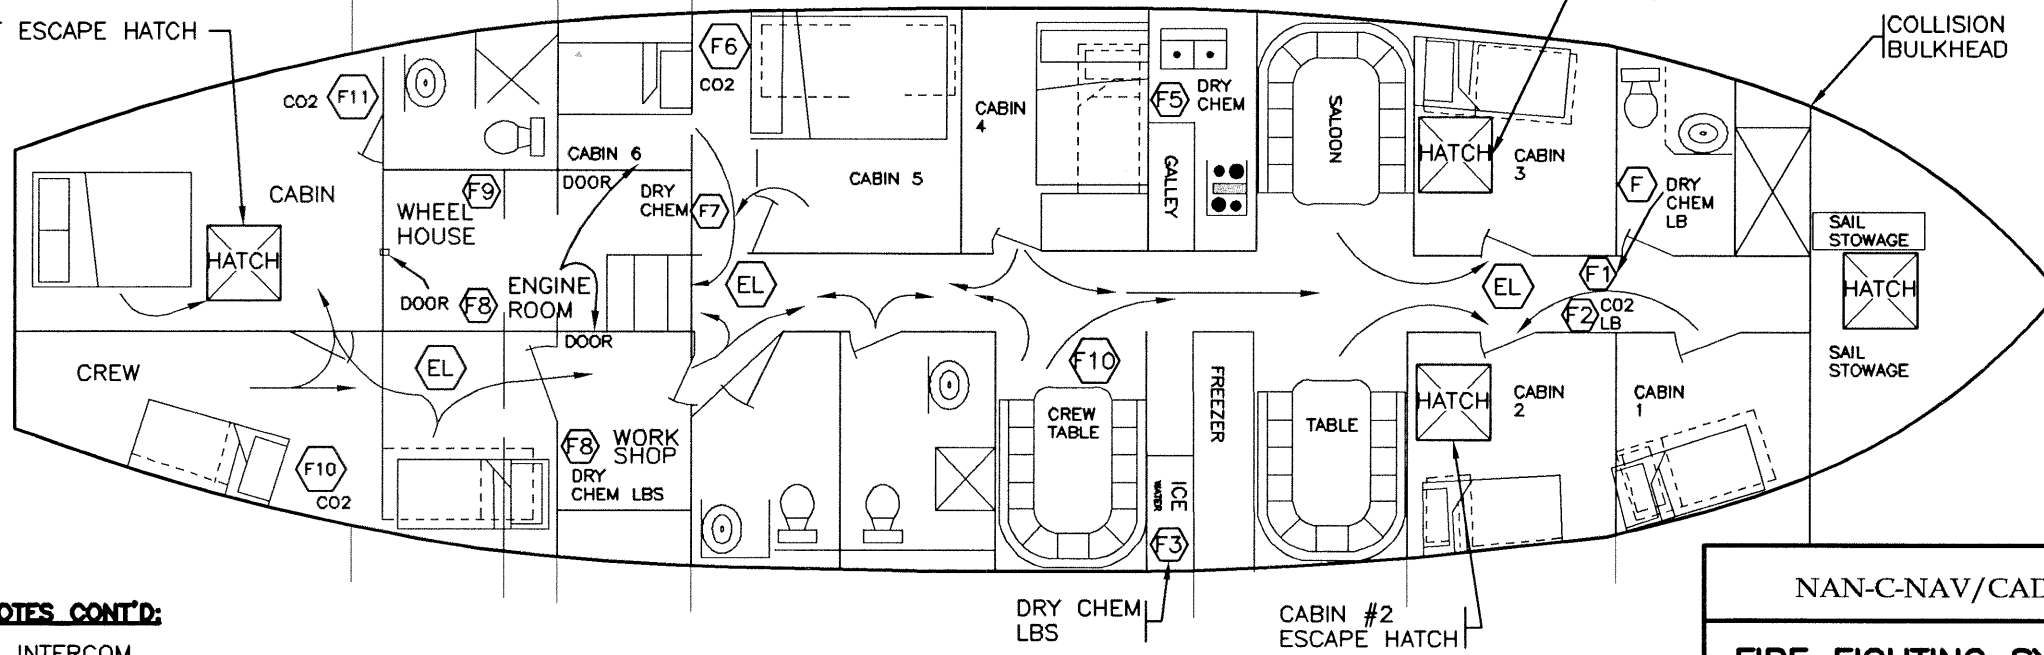 ESCAPE HATCH
COLLISION
BULKHEAD
CO2
F11
F6
CO2
CABIN
4
F5
DRY
CHEM
SALOON
HATCH
CABIN
3
CABIN 6
DOOR
CABIN 5
GALLEY
F
DRY
CHEM
LB
CABIN
HATCH
F9
WHEEL
HOUSE
DRY
CHEM
F7
SAIL
STOWAGE
HATCH
DOOR
F8
ENGINE
ROOM
EL
EL
F1
F2
CO2
LB
DOOR
SAIL
STOWAGE
CREW
EL
F10
FREEZER
HATCH
CABIN
2
CABIN
1
CREW
TABLE
TABLE
F10
CO2
F8
WORK
SHOP
DRY
CHEM LBS
ICE
WATER
F3
DRY CHEM
LBS
CABIN #2
ESCAPE HATCH
OTES CONT'D:
INTERCOM
NAN-C-NAV/CAD
FIRE FIGHTING SY